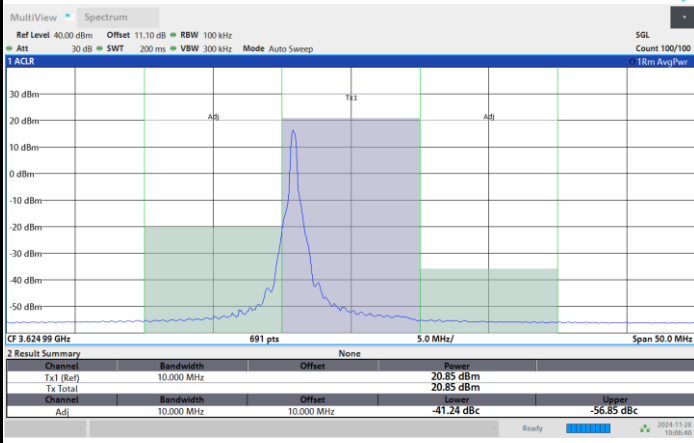 MultiView Spectrum
Ref Level 40.00 dBm Offset 11.10 dB RBW 100 kHz SGL
Att 30 dB SWT 200 ms VBW 300 kHz Mode Auto Sweep Count 100/100
1 ACLR 1Rm AvgPwr
30 dBm
Tx1
20 dBm Adj Adj
10 dBm
0 dBm
-10 dBm
-20 dBm
-30 dBm
-40 dBm
-50 dBm
CF 3.624 99 GHz 691 pts 5.0 MHz/ Span 50.0 MHz
2 Result Summary None
Channel Bandwidth Offset Power
Tx1 (Ref) 10.000 MHz 20.85 dBm
Tx Total 20.85 dBm
Channel Bandwidth Offset Lower Upper
Adj 10.000 MHz 10.000 MHz -41.24 dBc -56.85 dBc
Ready 2024-11-26
10:06:40